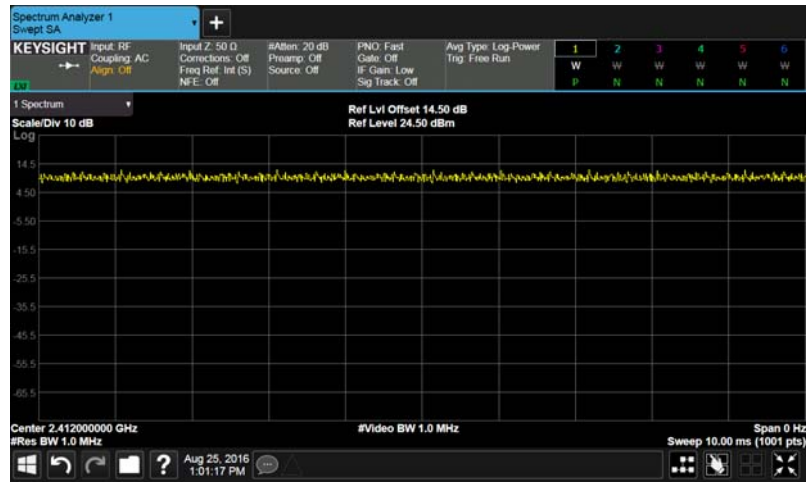 Spectrum Analyzer 1
Swept SA
+
KEYSIGHT Input: RF Input Z: 50 Ω #Atten: 20 dB PNO: Fast Avg Type: Log-Power 1 2 3 4 5 6
Coupling: AC Corrections: Off Preamp: Off Gate: Off Trig: Free Run W W W W W W
Align: Off Freq Ref: Int (S) Source: Off IF Gain: Low
LXI NFE: Off Sig Track: Off P N N N N N
1 Spectrum
Ref Lvl Offset 14.50 dB
Scale/Div 10 dB Ref Level 24.50 dBm
Log
14.5
4.50
-5.50
-15.5
-25.5
-35.5
-45.5
-55.5
-65.5
Center 2.412000000 GHz #Video BW 1.0 MHz Span 0 Hz
#Res BW 1.0 MHz Sweep 10.00 ms (1001 pts)
? Aug 25, 2016
1:01:17 PM